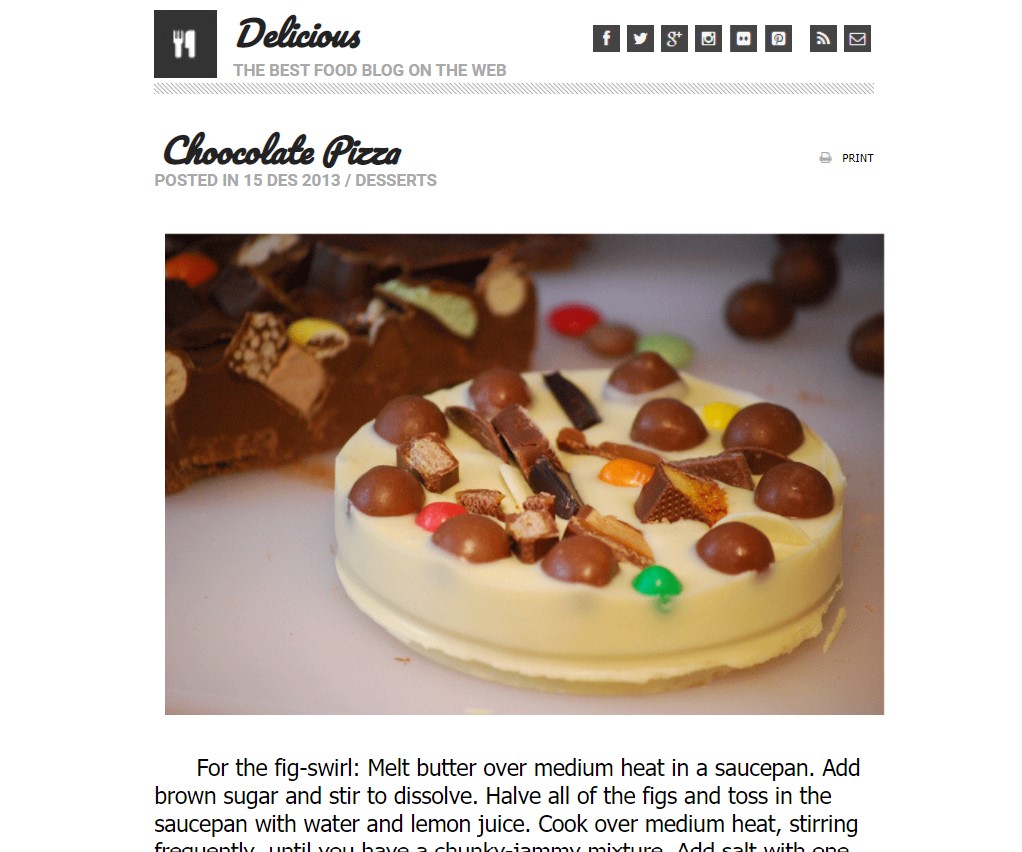 Delicious
THE BEST FOOD BLOG ON THE WEB
Choocolate Pizza
PRINT
POSTED IN 15 DES 2013 / DESSERTS
For the fig-swirl: Melt butter over medium heat in a saucepan. Add
brown sugar and stir to dissolve. Halve all of the figs and toss in the
saucepan with water and lemon juice. Cook over medium heat, stirring
frequently, until you have a chunky-jammy mixture. Add salt with one